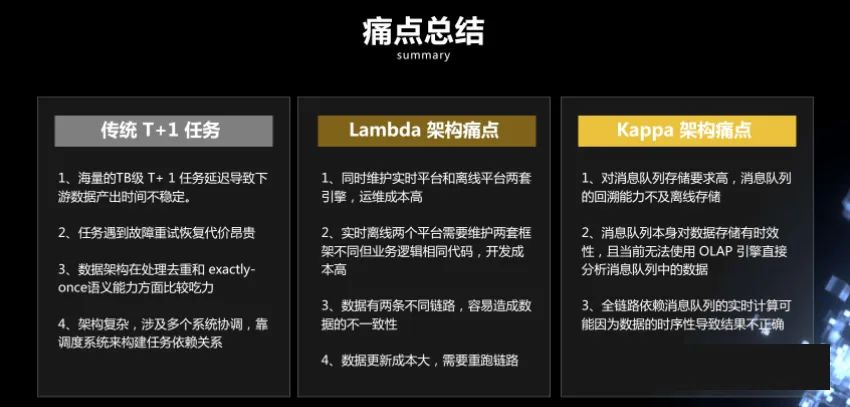 痛点总结
summary
传统 T+1 任务
1、海量的TB级 T+ 1 任务延迟导致下
游数据产出时间不稳定。
2、任务遇到故障重试恢复代价昂贵
3、数据架构在处理去重和 exactly-
once语义能力方面比较吃力
4、架构复杂，涉及多个系统协调，靠
调度系统来构建任务依赖关系
Lambda 架构痛点
1、同时维护实时平台和离线平台两套
引擎，运维成本高
2、实时离线两个平台需要维护两套框
架不同但业务逻辑相同代码，开发成
本高
3、数据有两条不同链路，容易造成数
据的不一致性
4、数据更新成本大，需要重跑链路
Kappa 架构痛点
1、对消息队列存储要求高，消息队列
的回溯能力不及离线存储
2、消息队列本身对数据存储有时效
性，且当前无法使用 OLAP 引擎直接
分析消息队列中的数据
3、全链路依赖消息队列的实时计算可
能因为数据的时序性导致结果不正确